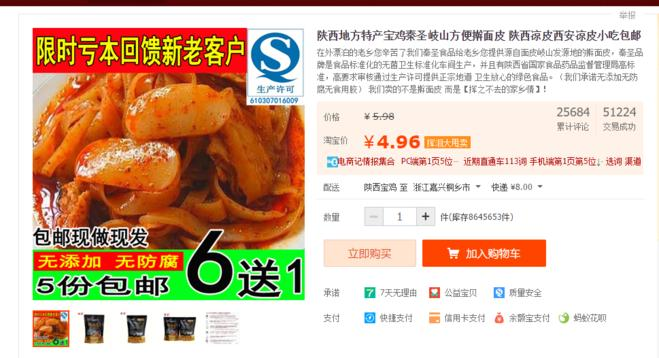 举报
限时亏本回馈新老客户
生产许可
610307016009
包邮现做现发
无添加 无防腐
5份包邮
6送1
陕西地方特产宝鸡秦圣岐山方便擀面皮 陕西凉皮西安凉皮小吃包邮
在外漂泊的老乡您辛苦了我们秦圣食品给老乡您提供源自面皮岐山发源地的擀面皮，秦圣品
牌是食品标准化的无菌卫生标准化车间生产，并且有陕西省国家食品药品监督管理局高标
准，高要求审核通过生产许可提供正宗地道 卫生放心的绿色食品。（我们承诺无添加无防
腐无食用胶） 我们卖的不是擀面皮 而是【挥之不去的家乡情】！
价格 ¥ 5.98
25684 累计评论
51224 交易成功
淘宝价 ¥ 4.96
电商记情报集合 PC端第1页5位 近期直通车113词 手机端第1页第5位↓ 选词 渠道
配送 陕西宝鸡 至 浙江嘉兴桐乡市 快递 ¥8.00
数量 － 1 + 件(库存8645653件)
立即购买 加入购物车
承诺 7天无理由 公益宝贝 质量安全
支付 快捷支付 信用卡支付 余额宝支付 蚂蚁花呗